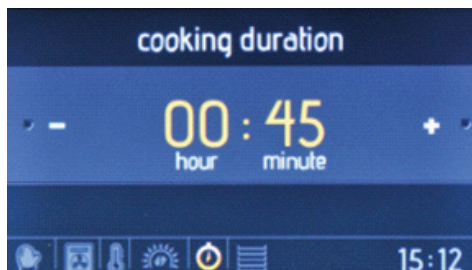 cooking duration
- 00 : 45 +
hour minute
15:12